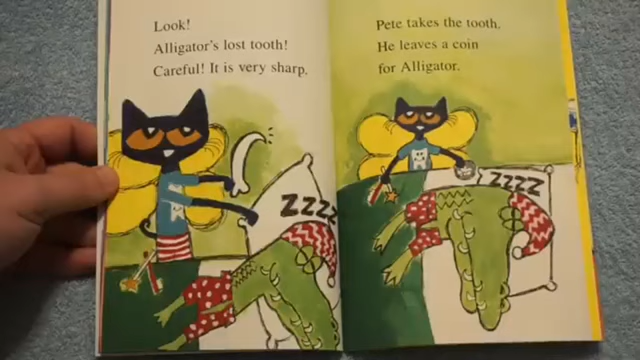 Look!
Alligator's lost tooth!
Careful! It is very sharp.
ZZZZ
Pete takes the tooth.
He leaves a coin
for Alligator.
ZZZZ